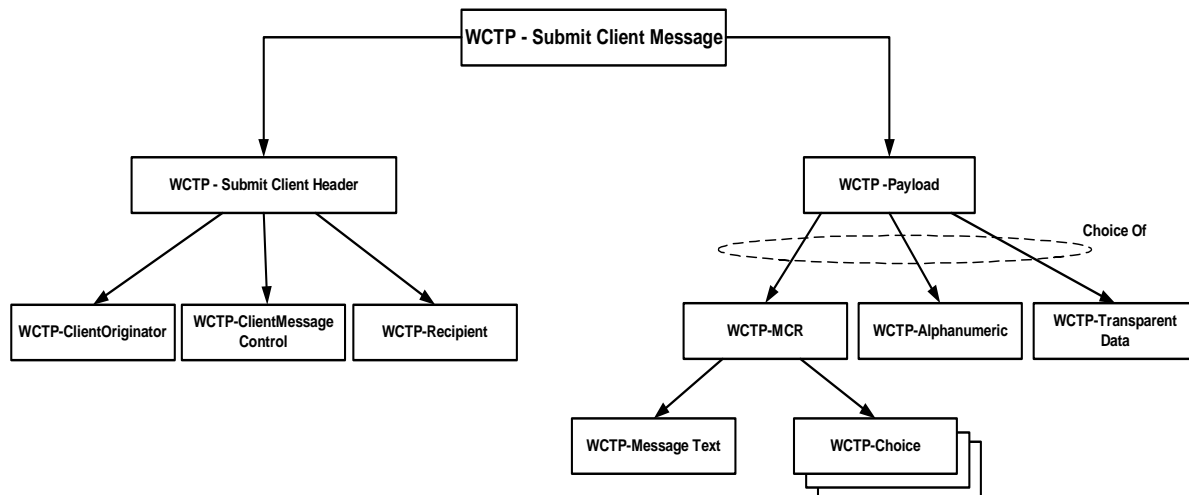 WCTP - Submit Client Message
WCTP - Submit Client Header
WCTP -Payload
Choice Of
WCTP-ClientOriginator
WCTP-ClientMessage
Control
WCTP-Recipient
WCTP-MCR
WCTP-Alphanumeric
WCTP-Transparent
Data
WCTP-Message Text
WCTP-Choice